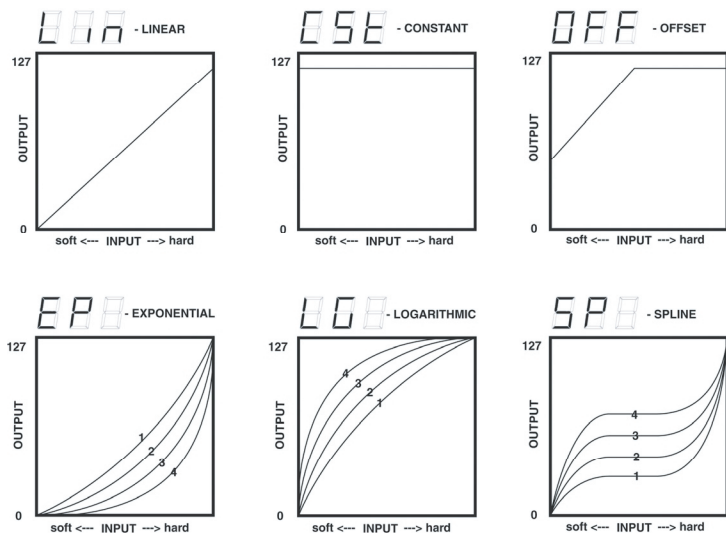 Lin - LINEAR
CSt - CONSTANT
OFF - OFFSET
127
OUTPUT
0
soft <--- INPUT ---> hard
127
OUTPUT
0
soft <--- INPUT ---> hard
127
OUTPUT
0
soft <--- INPUT ---> hard
EP - EXPONENTIAL
LG - LOGARITHMIC
SP - SPLINE
127
OUTPUT
1
2
3
4
0
soft <--- INPUT ---> hard
127
OUTPUT
4
3
2
1
0
soft <--- INPUT ---> hard
127
OUTPUT
4
3
2
1
0
soft <--- INPUT ---> hard